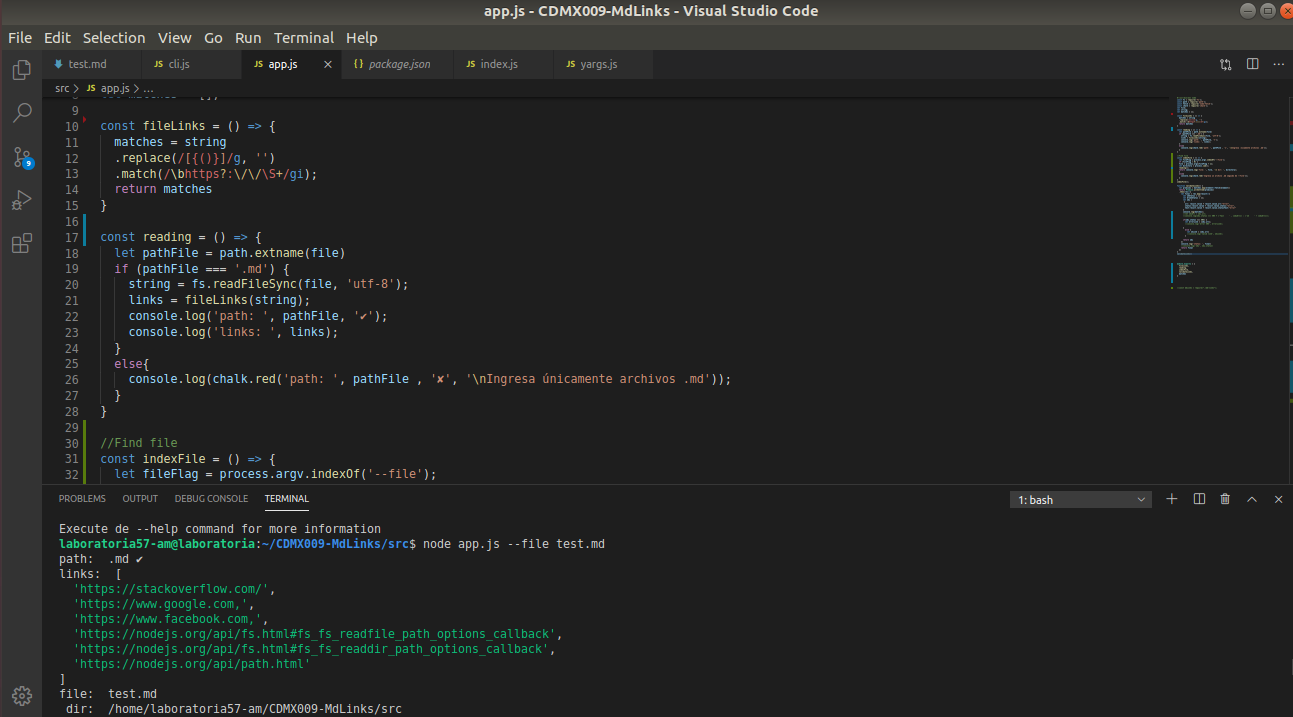 app.js - CDMX009-MdLinks - Visual Studio Code
File Edit Selection View Go Run Terminal Help
test.md JS cli.js JS app.js × {} package.json JS index.js JS yargs.js ...
src > JS app.js > ...
9
10 const fileLinks = () => {
11 matches = string
12 .replace(/[{()}]/g, '')
13 .match(/\bhttps?:\/\/\S+/gi);
14 return matches
15 }
16
17 const reading = () => {
18 let pathFile = path.extname(file)
19 if (pathFile === '.md') {
20 string = fs.readFileSync(file, 'utf-8');
21 links = fileLinks(string);
22 console.log('path: ', pathFile, '✔');
23 console.log('links: ', links);
24 }
25 else{
26 console.log(chalk.red('path: ', pathFile , '✘', '\nIngresa únicamente archivos .md'));
27 }
28 }
29
30 //Find file
31 const indexFile = () => {
32 let fileFlag = process.argv.indexOf('--file');
9
PROBLEMS OUTPUT DEBUG CONSOLE TERMINAL 1: bash
Execute de --help command for more information
laboratoria57-am@laboratoria:~/CDMX009-MdLinks/src$ node app.js --file test.md
path:  .md ✔
links:  [
'https://stackoverflow.com/',
'https://www.google.com,',
'https://www.facebook.com,',
'https://nodejs.org/api/fs.html#fs_fs_readfile_path_options_callback',
'https://nodejs.org/api/fs.html#fs_fs_readdir_path_options_callback',
'https://nodejs.org/api/path.html'
]
file:  test.md
dir:  /home/laboratoria57-am/CDMX009-MdLinks/src